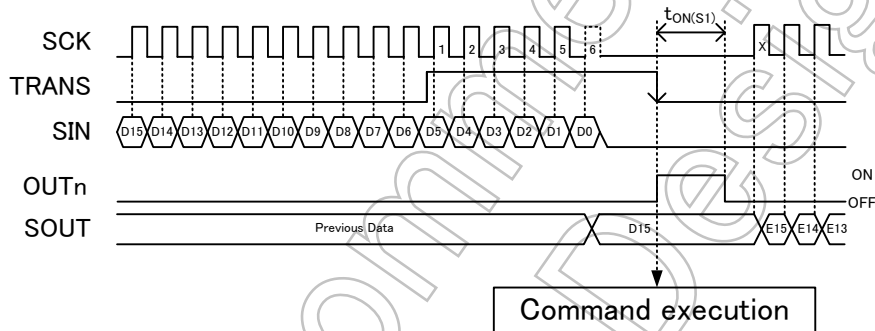 tON(S1)
SCK 1 2 3 4 5 6 X
TRANS
SIN D15 D14 D13 D12 D11 D10 D9 D8 D7 D6 D5 D4 D3 D2 D1 D0
OUTn ON
OFF
SOUT Previous Data D15 E15 E14 E13
Command execution